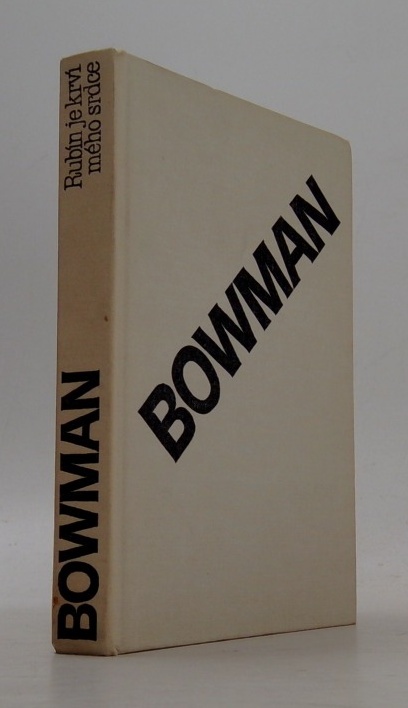 Rubín je krví
mého srdce
BOWMAN
BOWMAN